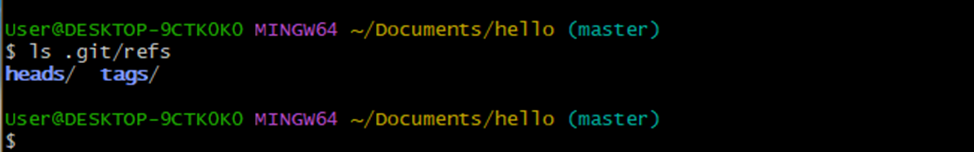 User@DESKTOP-9CTK0K0 MINGW64 ~/Documents/hello (master)
$ ls .git/refs
heads/  tags/
User@DESKTOP-9CTK0K0 MINGW64 ~/Documents/hello (master)
$